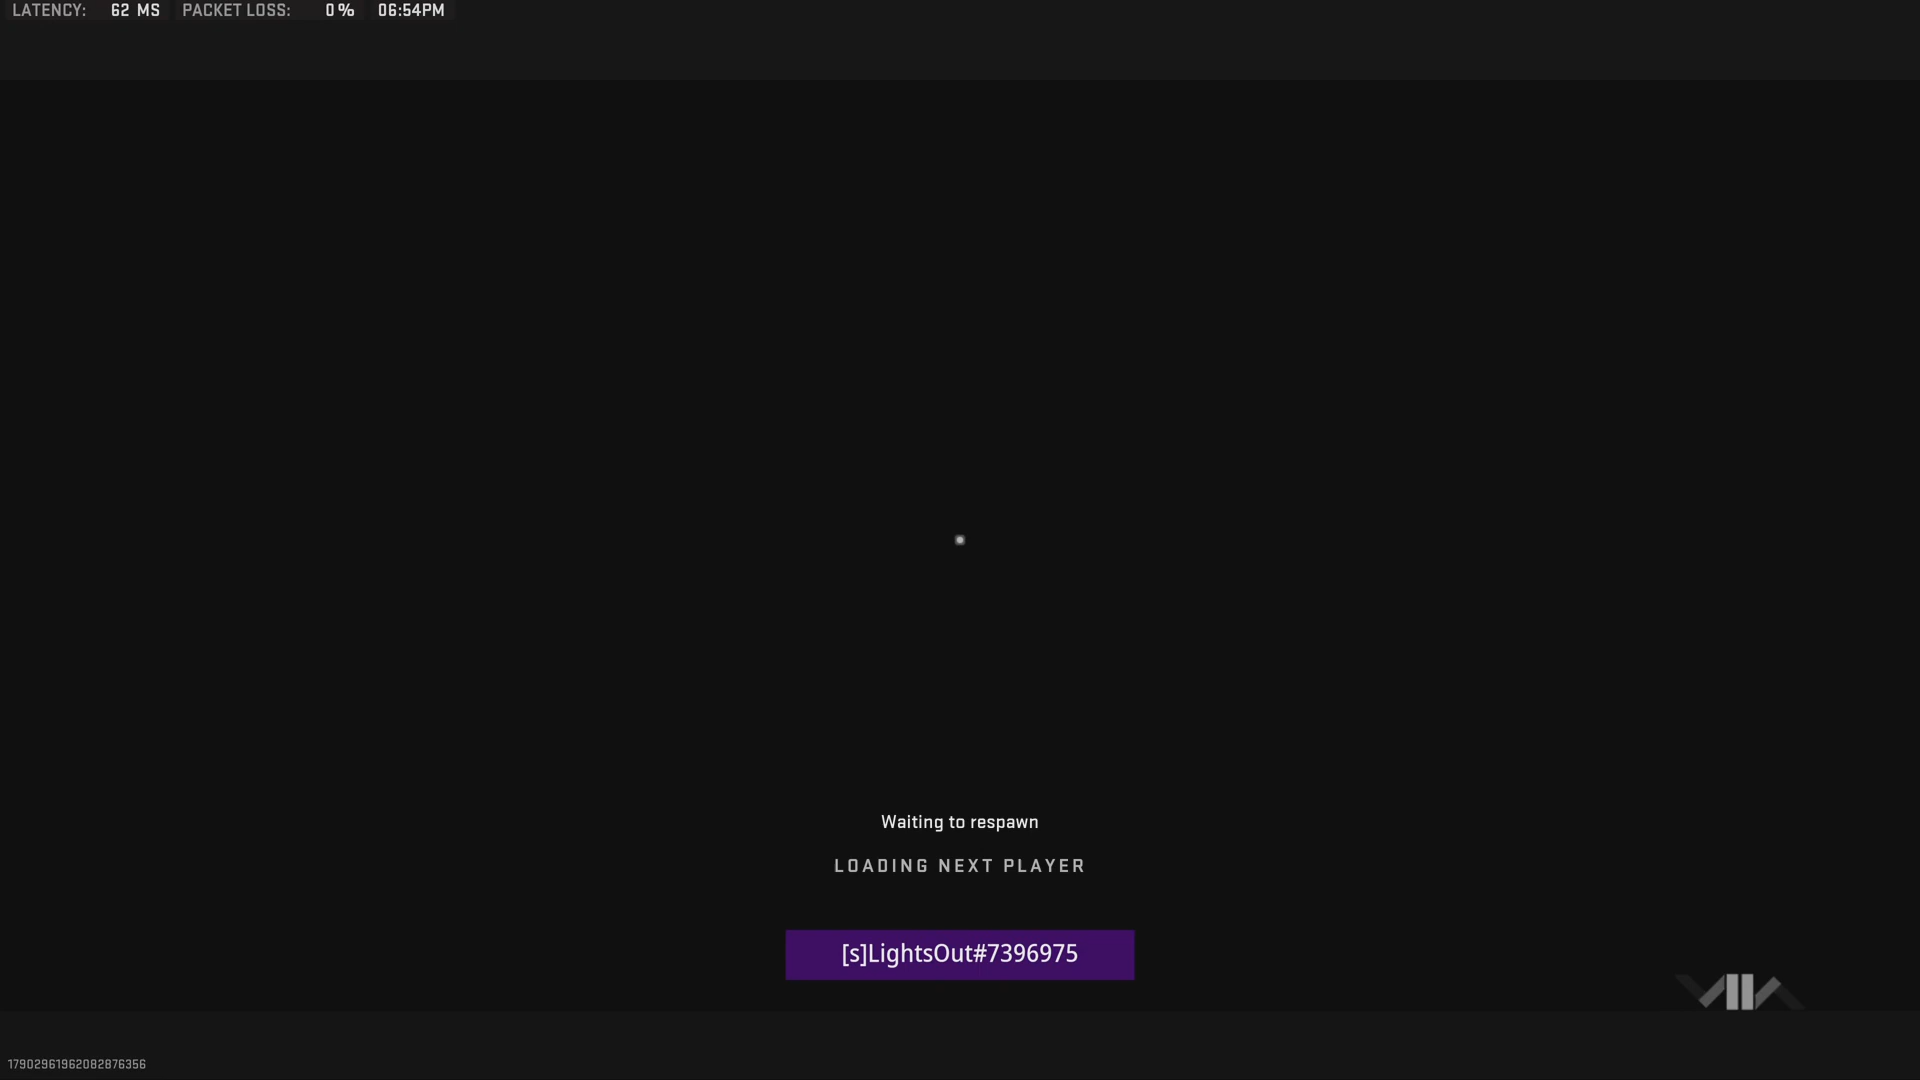 LATENCY: 62 MS PACKET LOSS: 0% 06:54PM
Waiting to respawn
LOADING NEXT PLAYER
[s]LightsOut#7396975
17902961962082876356